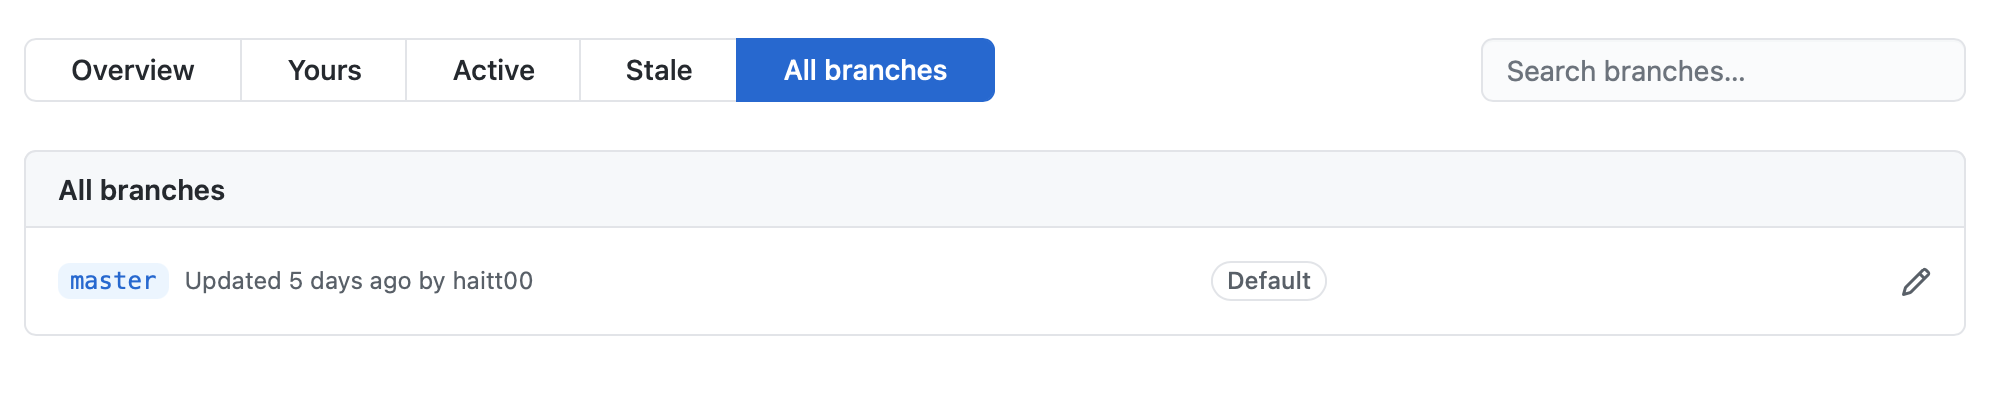 Overview Yours Active Stale All branches Search branches...
All branches
master Updated 5 days ago by haitt00 Default